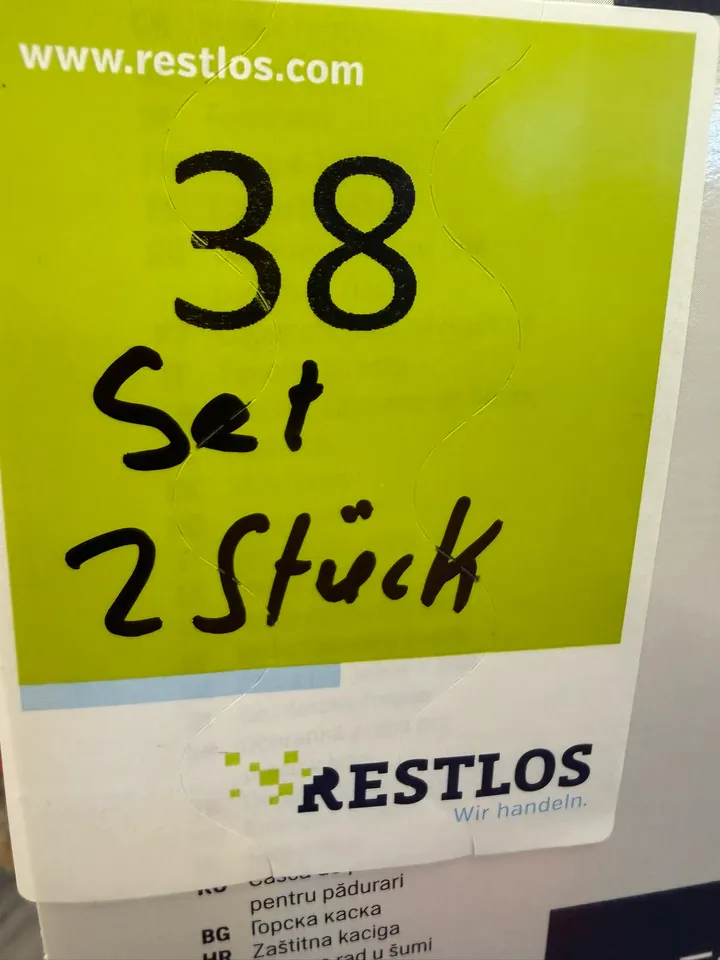 www.restlos.com
38
Set
2 Stück
RESTLOS
Wir handeln.
pentru pădurari
BG Горска каска
HR Zaštitna kaciga
rad u šumi